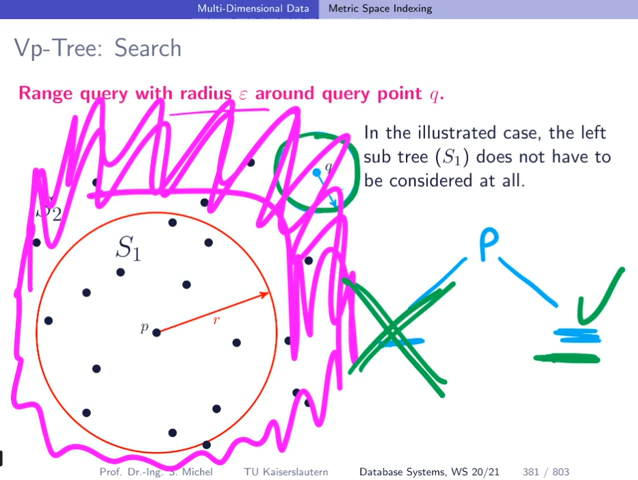 Multi-Dimensional Data Metric Space Indexing
Vp-Tree: Search
Range query with radius ε around query point q.
In the illustrated case, the left
sub tree (S₁) does not have to
be considered at all.
q
S₂
S₁
P
p
r
Prof. Dr.-Ing. S. Michel TU Kaiserslautern Database Systems, WS 20/21 381 / 803